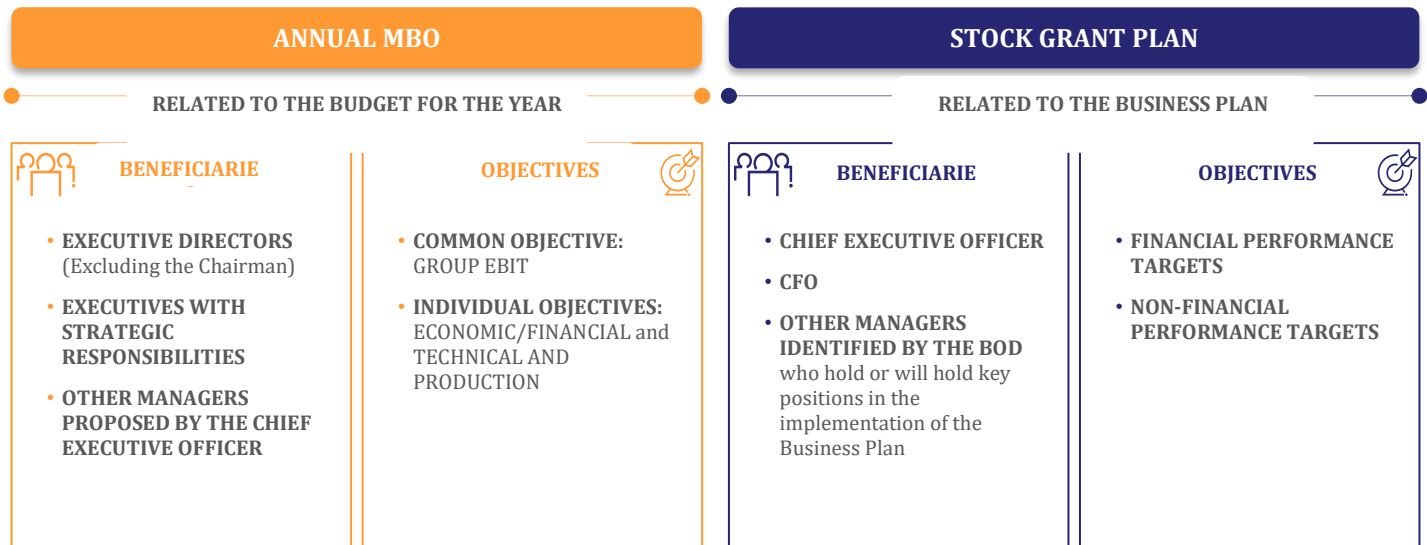 ANNUAL MBO
RELATED TO THE BUDGET FOR THE YEAR
BENEFICIARIE
• EXECUTIVE DIRECTORS
(Excluding the Chairman)
• EXECUTIVES WITH
STRATEGIC
RESPONSIBILITIES
• OTHER MANAGERS
PROPOSED BY THE CHIEF
EXECUTIVE OFFICER
OBJECTIVES
• COMMON OBJECTIVE:
GROUP EBIT
• INDIVIDUAL OBJECTIVES:
ECONOMIC/FINANCIAL and
TECHNICAL AND
PRODUCTION
STOCK GRANT PLAN
RELATED TO THE BUSINESS PLAN
BENEFICIARIE
• CHIEF EXECUTIVE OFFICER
• CFO
• OTHER MANAGERS
IDENTIFIED BY THE BOD
who hold or will hold key
positions in the
implementation of the
Business Plan
OBJECTIVES
• FINANCIAL PERFORMANCE
TARGETS
• NON-FINANCIAL
PERFORMANCE TARGETS